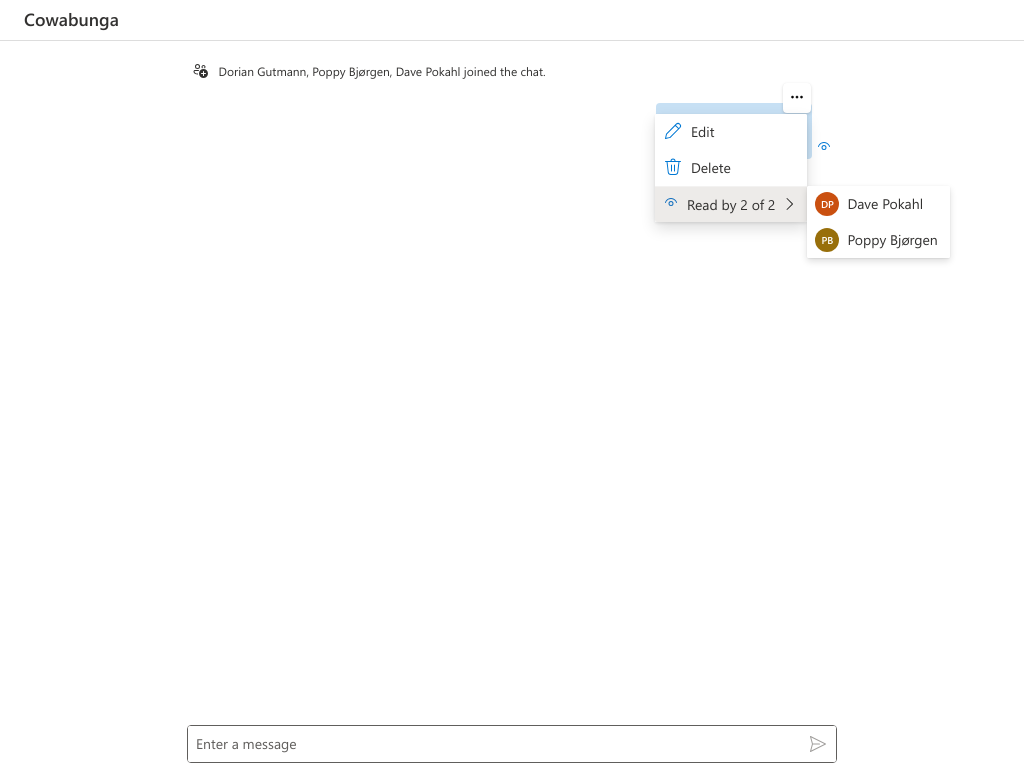 Cowabunga
Dorian Gutmann, Poppy Bjørgen, Dave Pokahl joined the chat.
Edit
Delete
Read by 2 of 2
DP Dave Pokahl
PB Poppy Bjørgen
Enter a message